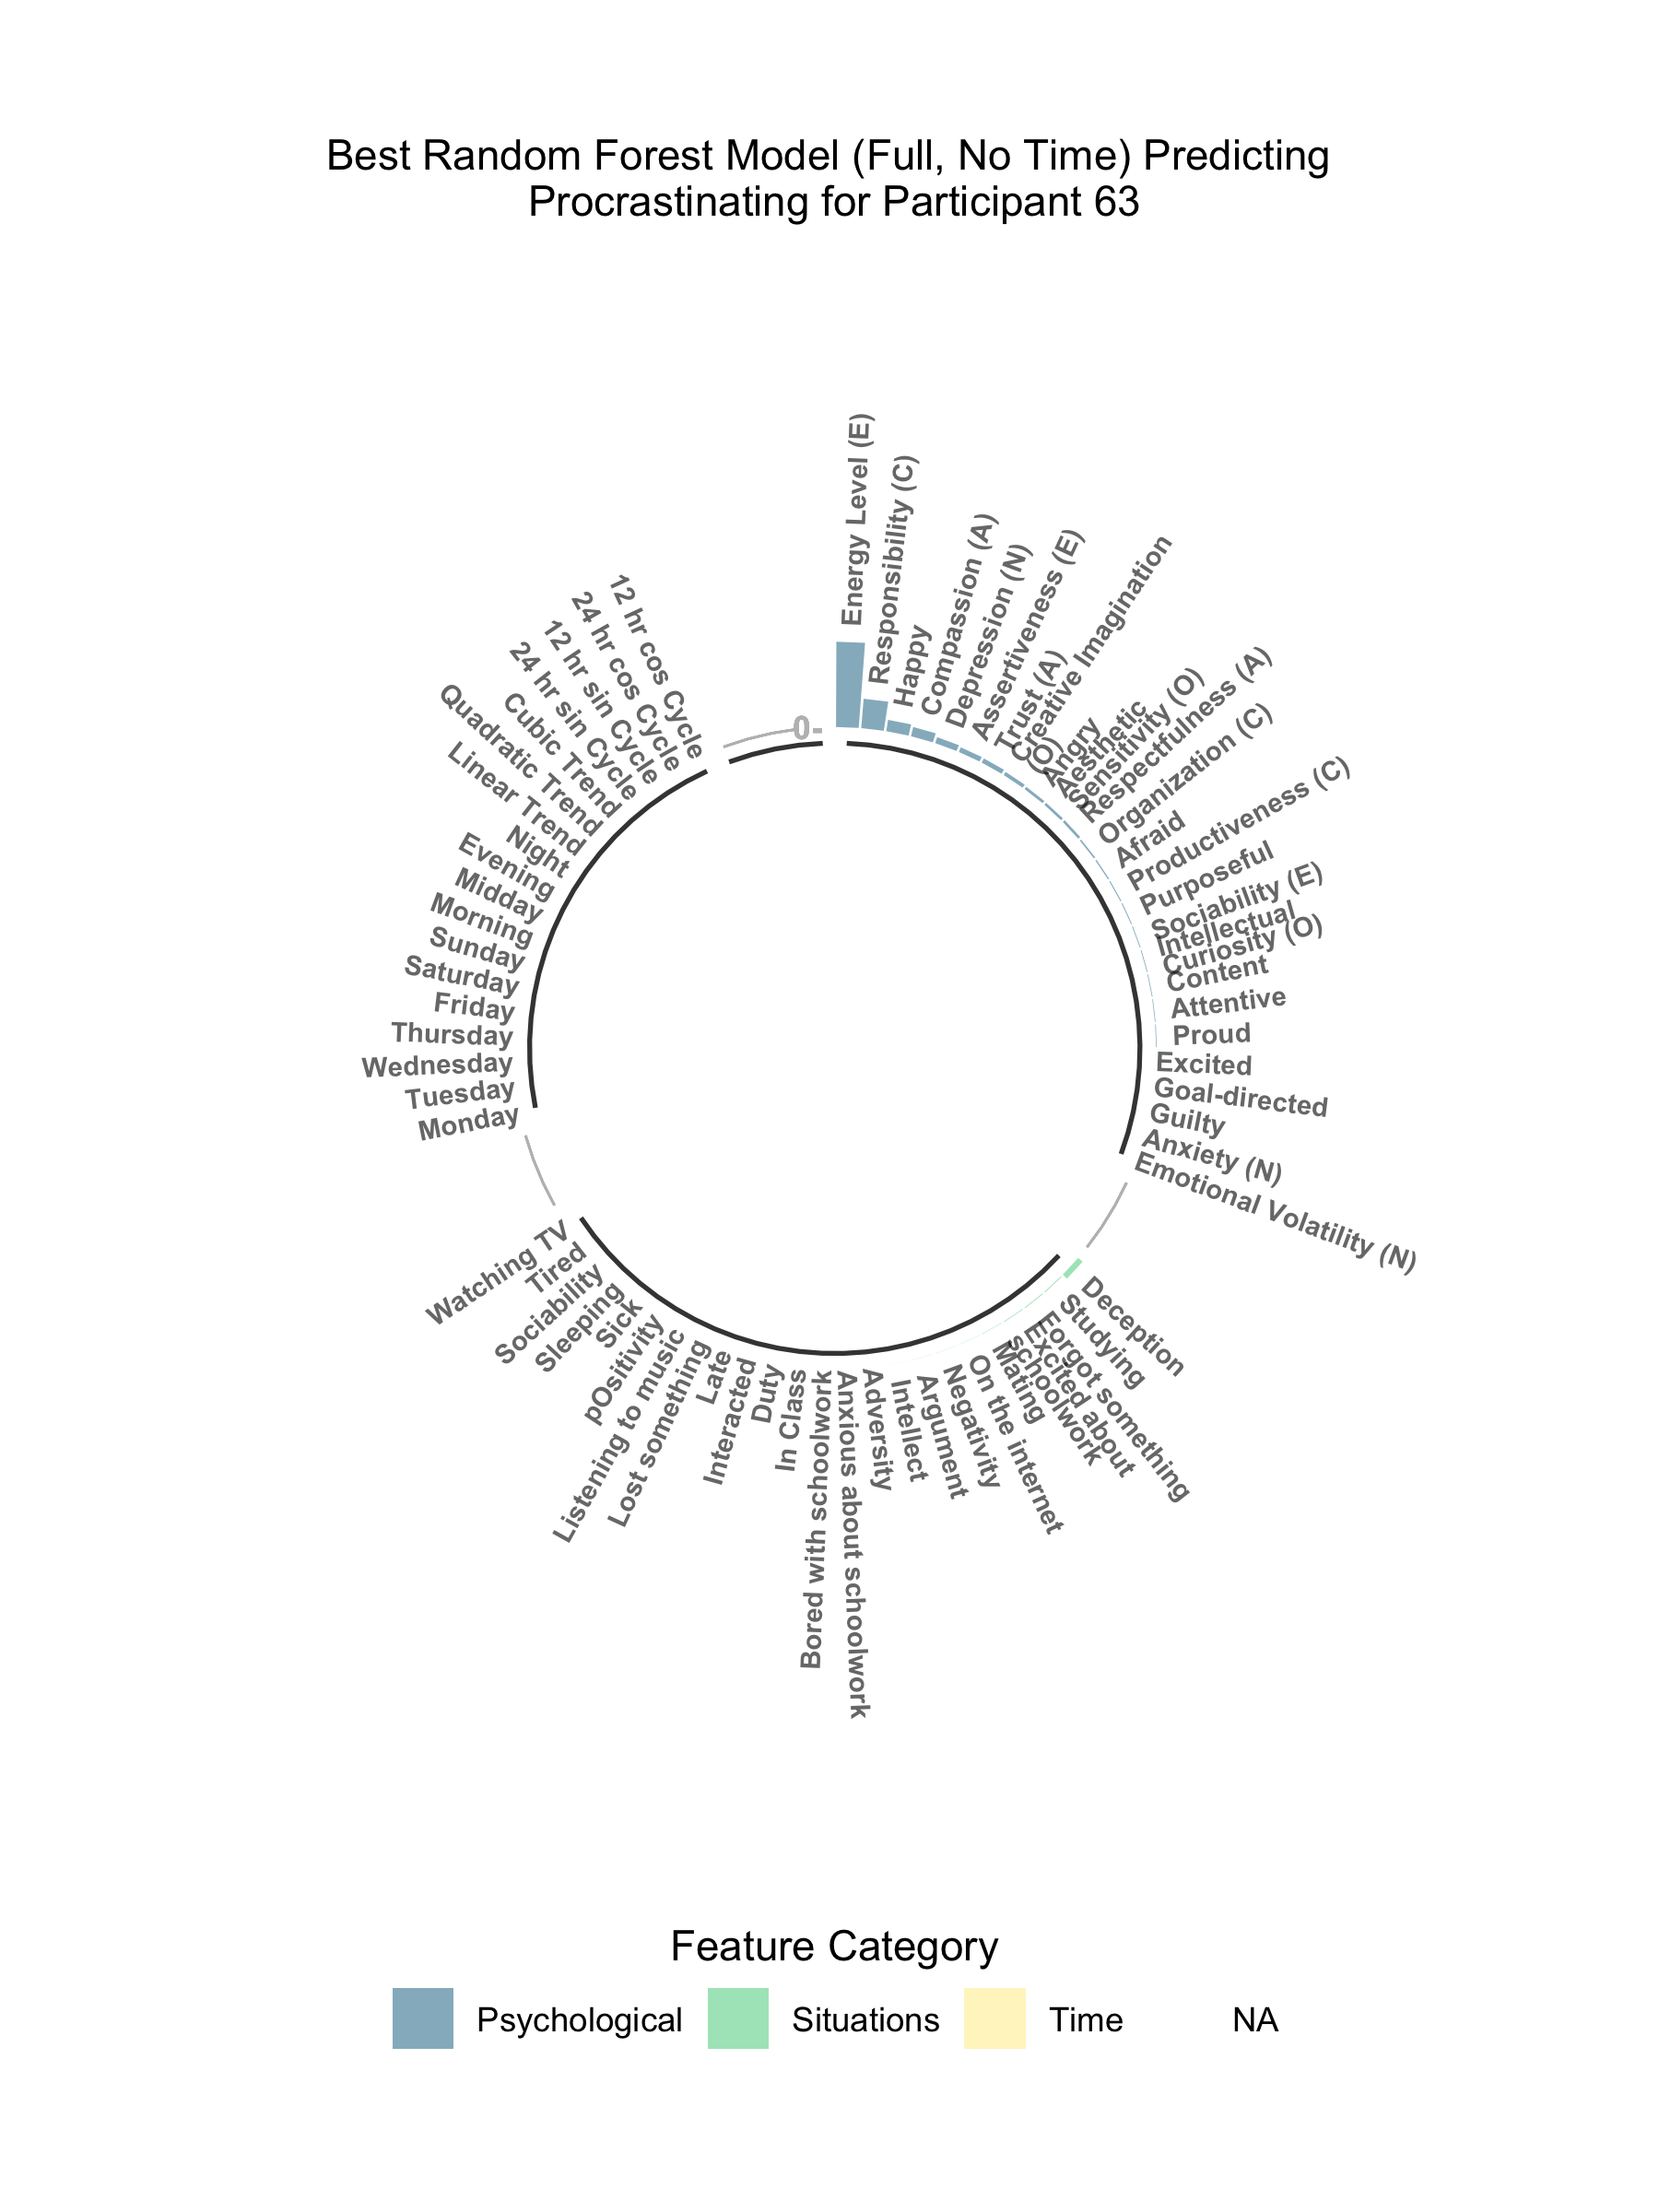 Best Random Forest Model (Full, No Time) Predicting
Procrastinating for Participant 63
0-
Energy Level (E)
Responsibility (C)
Happy
Compassion (A)
Depression (N)
Assertiveness (E)
Trust (A)
Creative Imagination
(O)
Angry
Aesthetic
Sensitivity (O)
Respectfulness (A)
Organization (C)
Afraid
Productiveness (C)
Purposeful
Sociability (E)
Intellectual
Curiosity (O)
Content
Attentive
Proud
Excited
Goal-directed
Guilty
Anxiety (N)
Emotional Volatility (N)
Deception
Studying
Forgot something
Excited about
schoolwork
Mating
On the internet
Negativity
Argument
Intellect
Adversity
Anxious about schoolwork
Bored with schoolwork
In Class
Duty
Interacted
Late
Lost something
Listening to music
pOsitivity
Sick
Sleeping
Sociability
Tired
Watching TV
Monday
Tuesday
Wednesday
Thursday
Friday
Saturday
Sunday
Morning
Midday
Evening
Night
Linear Trend
Quadratic Trend
Cubic Trend
24 hr sin Cycle
12 hr sin Cycle
24 hr cos Cycle
12 hr cos Cycle
Feature Category
Psychological
Situations
Time
NA